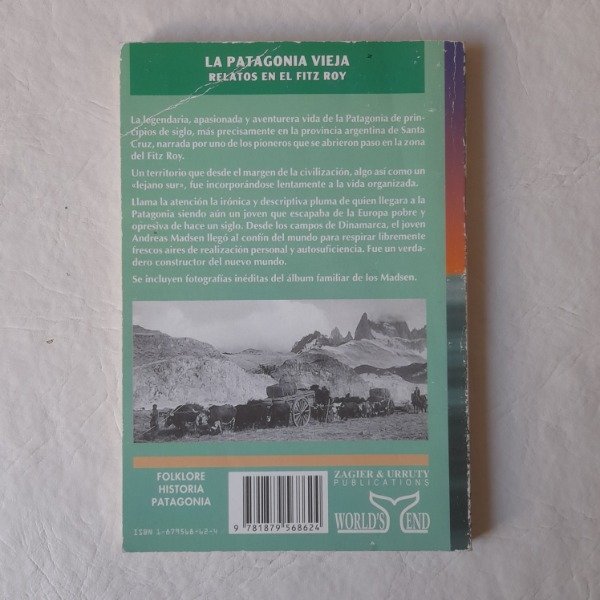 LA PATAGONIA VIEJA
RELATOS EN EL FITZ ROY
La legendaria, apasionada y aventurera vida de la Patagonia de prin-
cipios de siglo, más precisamente en la provincia argentina de Santa
Cruz, narrada por uno de los pioneros que se abrieron paso en la zona
del Fitz Roy.
Un territorio que desde el margen de la civilización, algo así como un
«lejano sur», fue incorporándose lentamente a la vida organizada.
Llama la atención la irónica y descriptiva pluma de quien llegara a la
Patagonia siendo aún un joven que escapaba de la Europa pobre y
opresiva de hace un siglo. Desde los campos de Dinamarca, el joven
Andreas Madsen llegó al confín del mundo para respirar libremente
frescos aires de realización personal y autosuficiencia. Fue un verda-
dero constructor del nuevo mundo.
Se incluyen fotografías inéditas del álbum familiar de los Madsen.
FOLKLORE
HISTORIA
PATAGONIA
ISBN 1-879568-62-4
9 781879 568624
ZAGIER & URRUTY
PUBLICATIONS
WORLD'S END